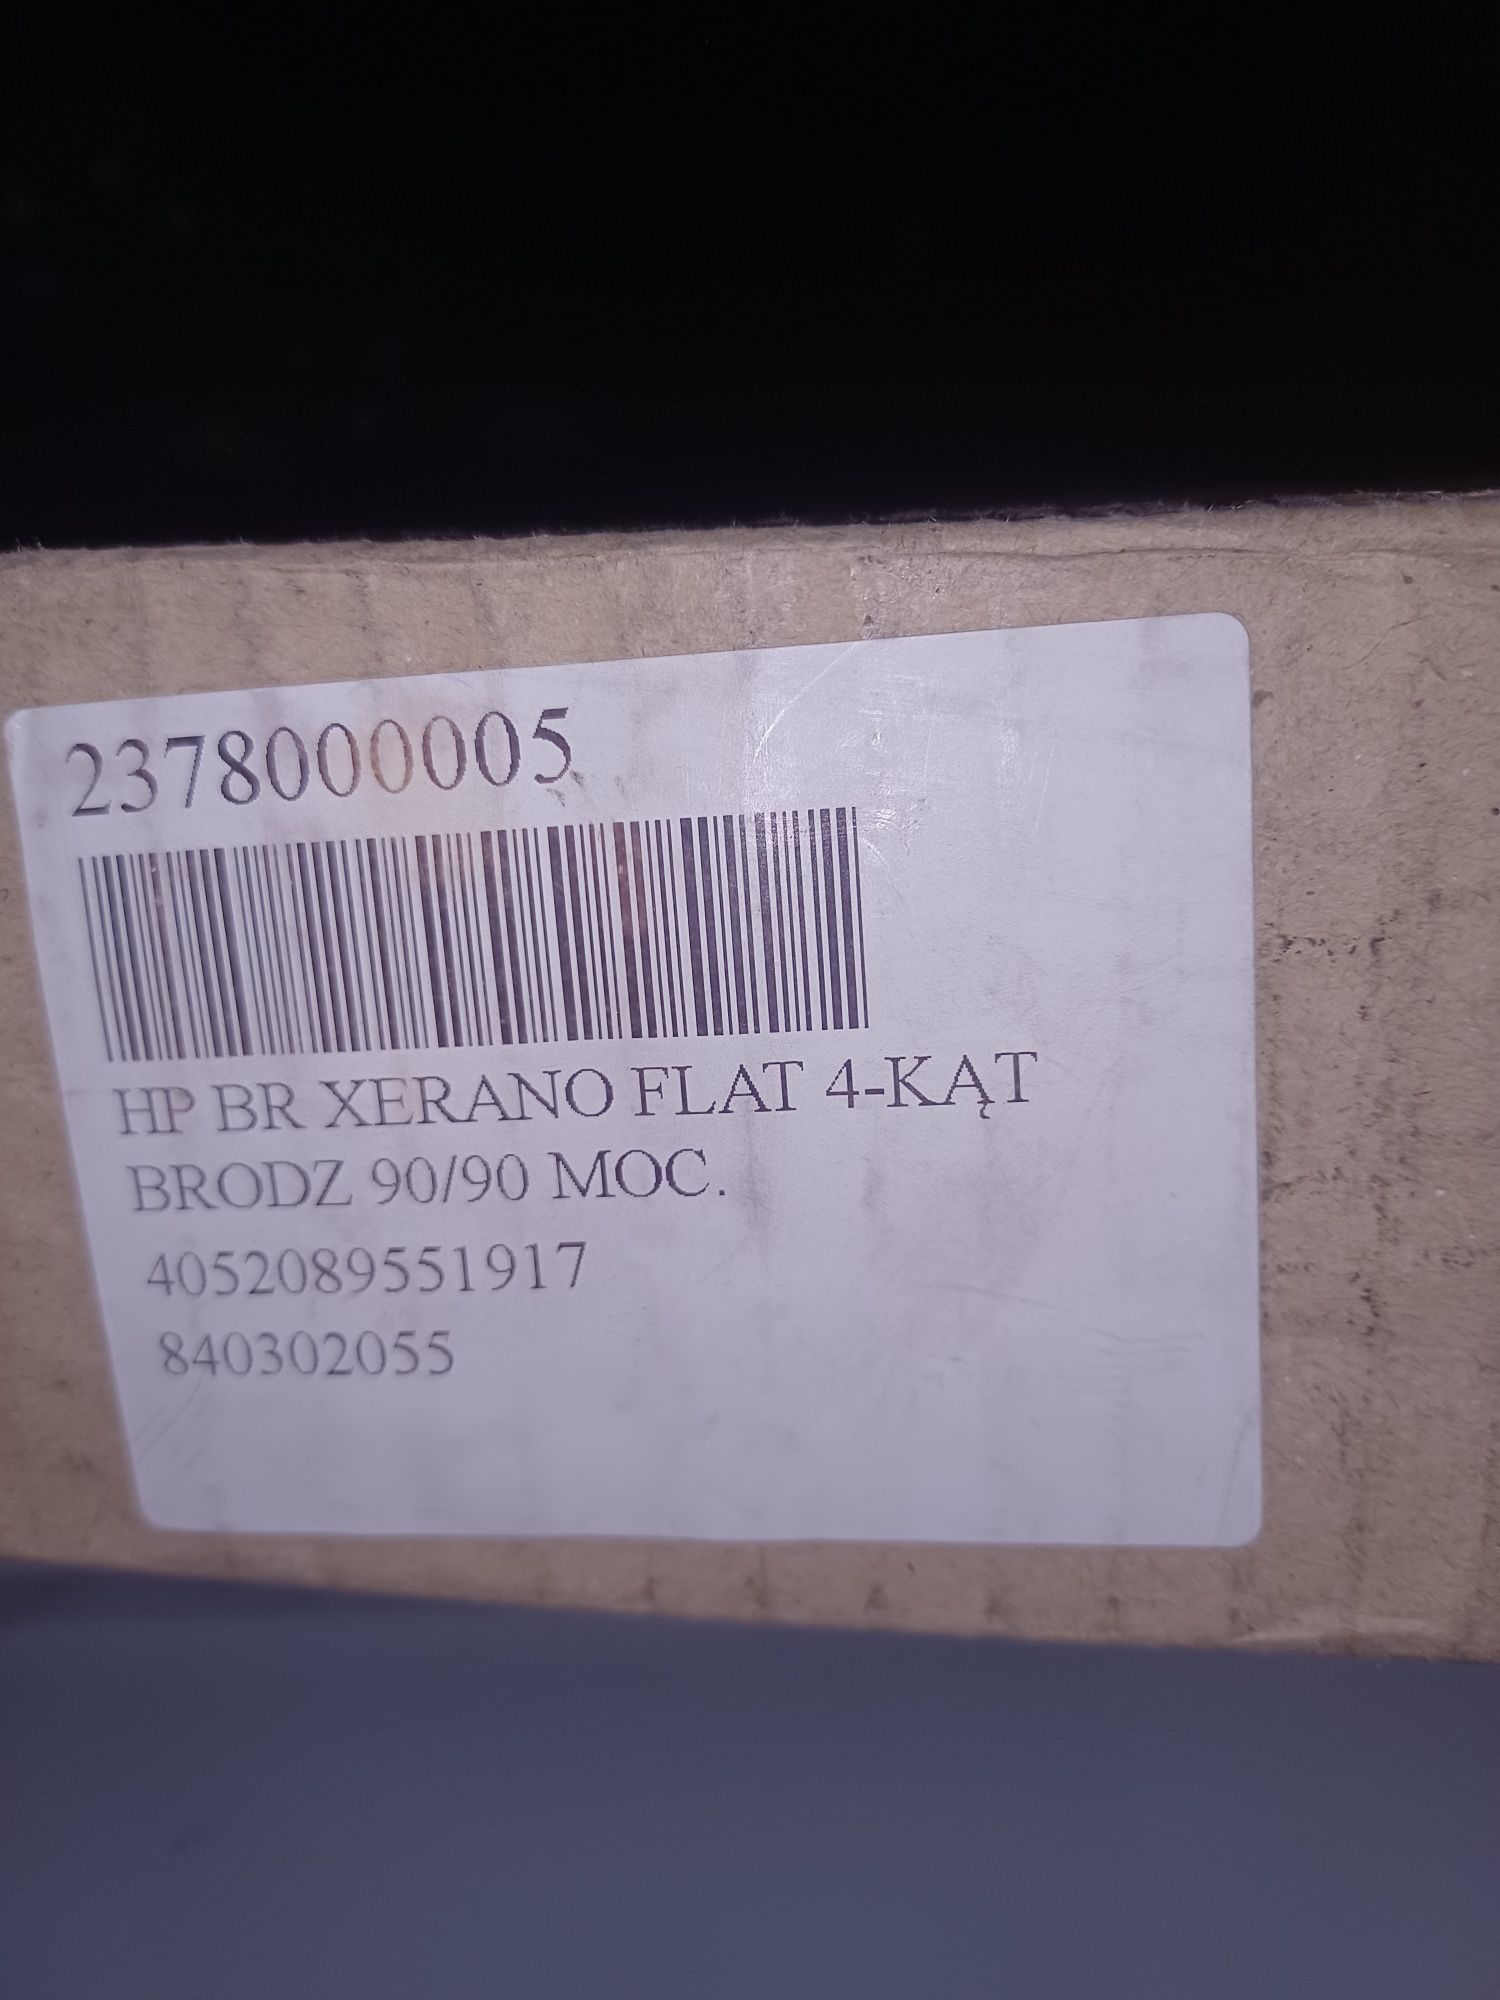 2378000005
HP BR XERANO FLAT 4-KĄT
BRODZ 90/90 MOC.
4052089551917
840302055